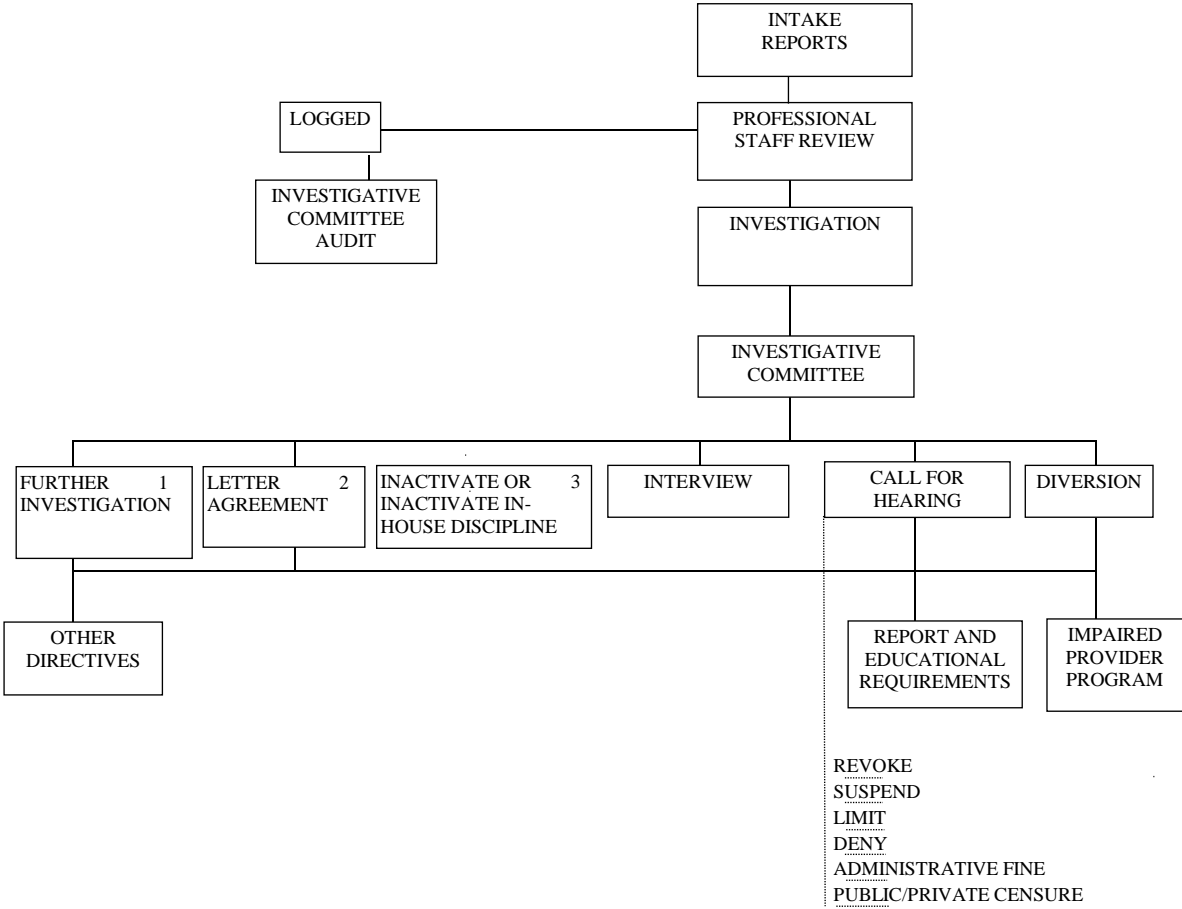 INTAKE
REPORTS
LOGGED
PROFESSIONAL
STAFF REVIEW
INVESTIGATIVE
COMMITTEE
AUDIT
INVESTIGATION
INVESTIGATIVE
COMMITTEE
FURTHER 1
INVESTIGATION
LETTER 2
AGREEMENT
INACTIVATE OR 3
INACTIVATE IN-
HOUSE DISCIPLINE
INTERVIEW
CALL FOR
HEARING
DIVERSION
OTHER
DIRECTIVES
REPORT AND
EDUCATIONAL
REQUIREMENTS
IMPAIRED
PROVIDER
PROGRAM
REVOKE
SUSPEND
LIMIT
DENY
ADMINISTRATIVE FINE
PUBLIC/PRIVATE CENSURE